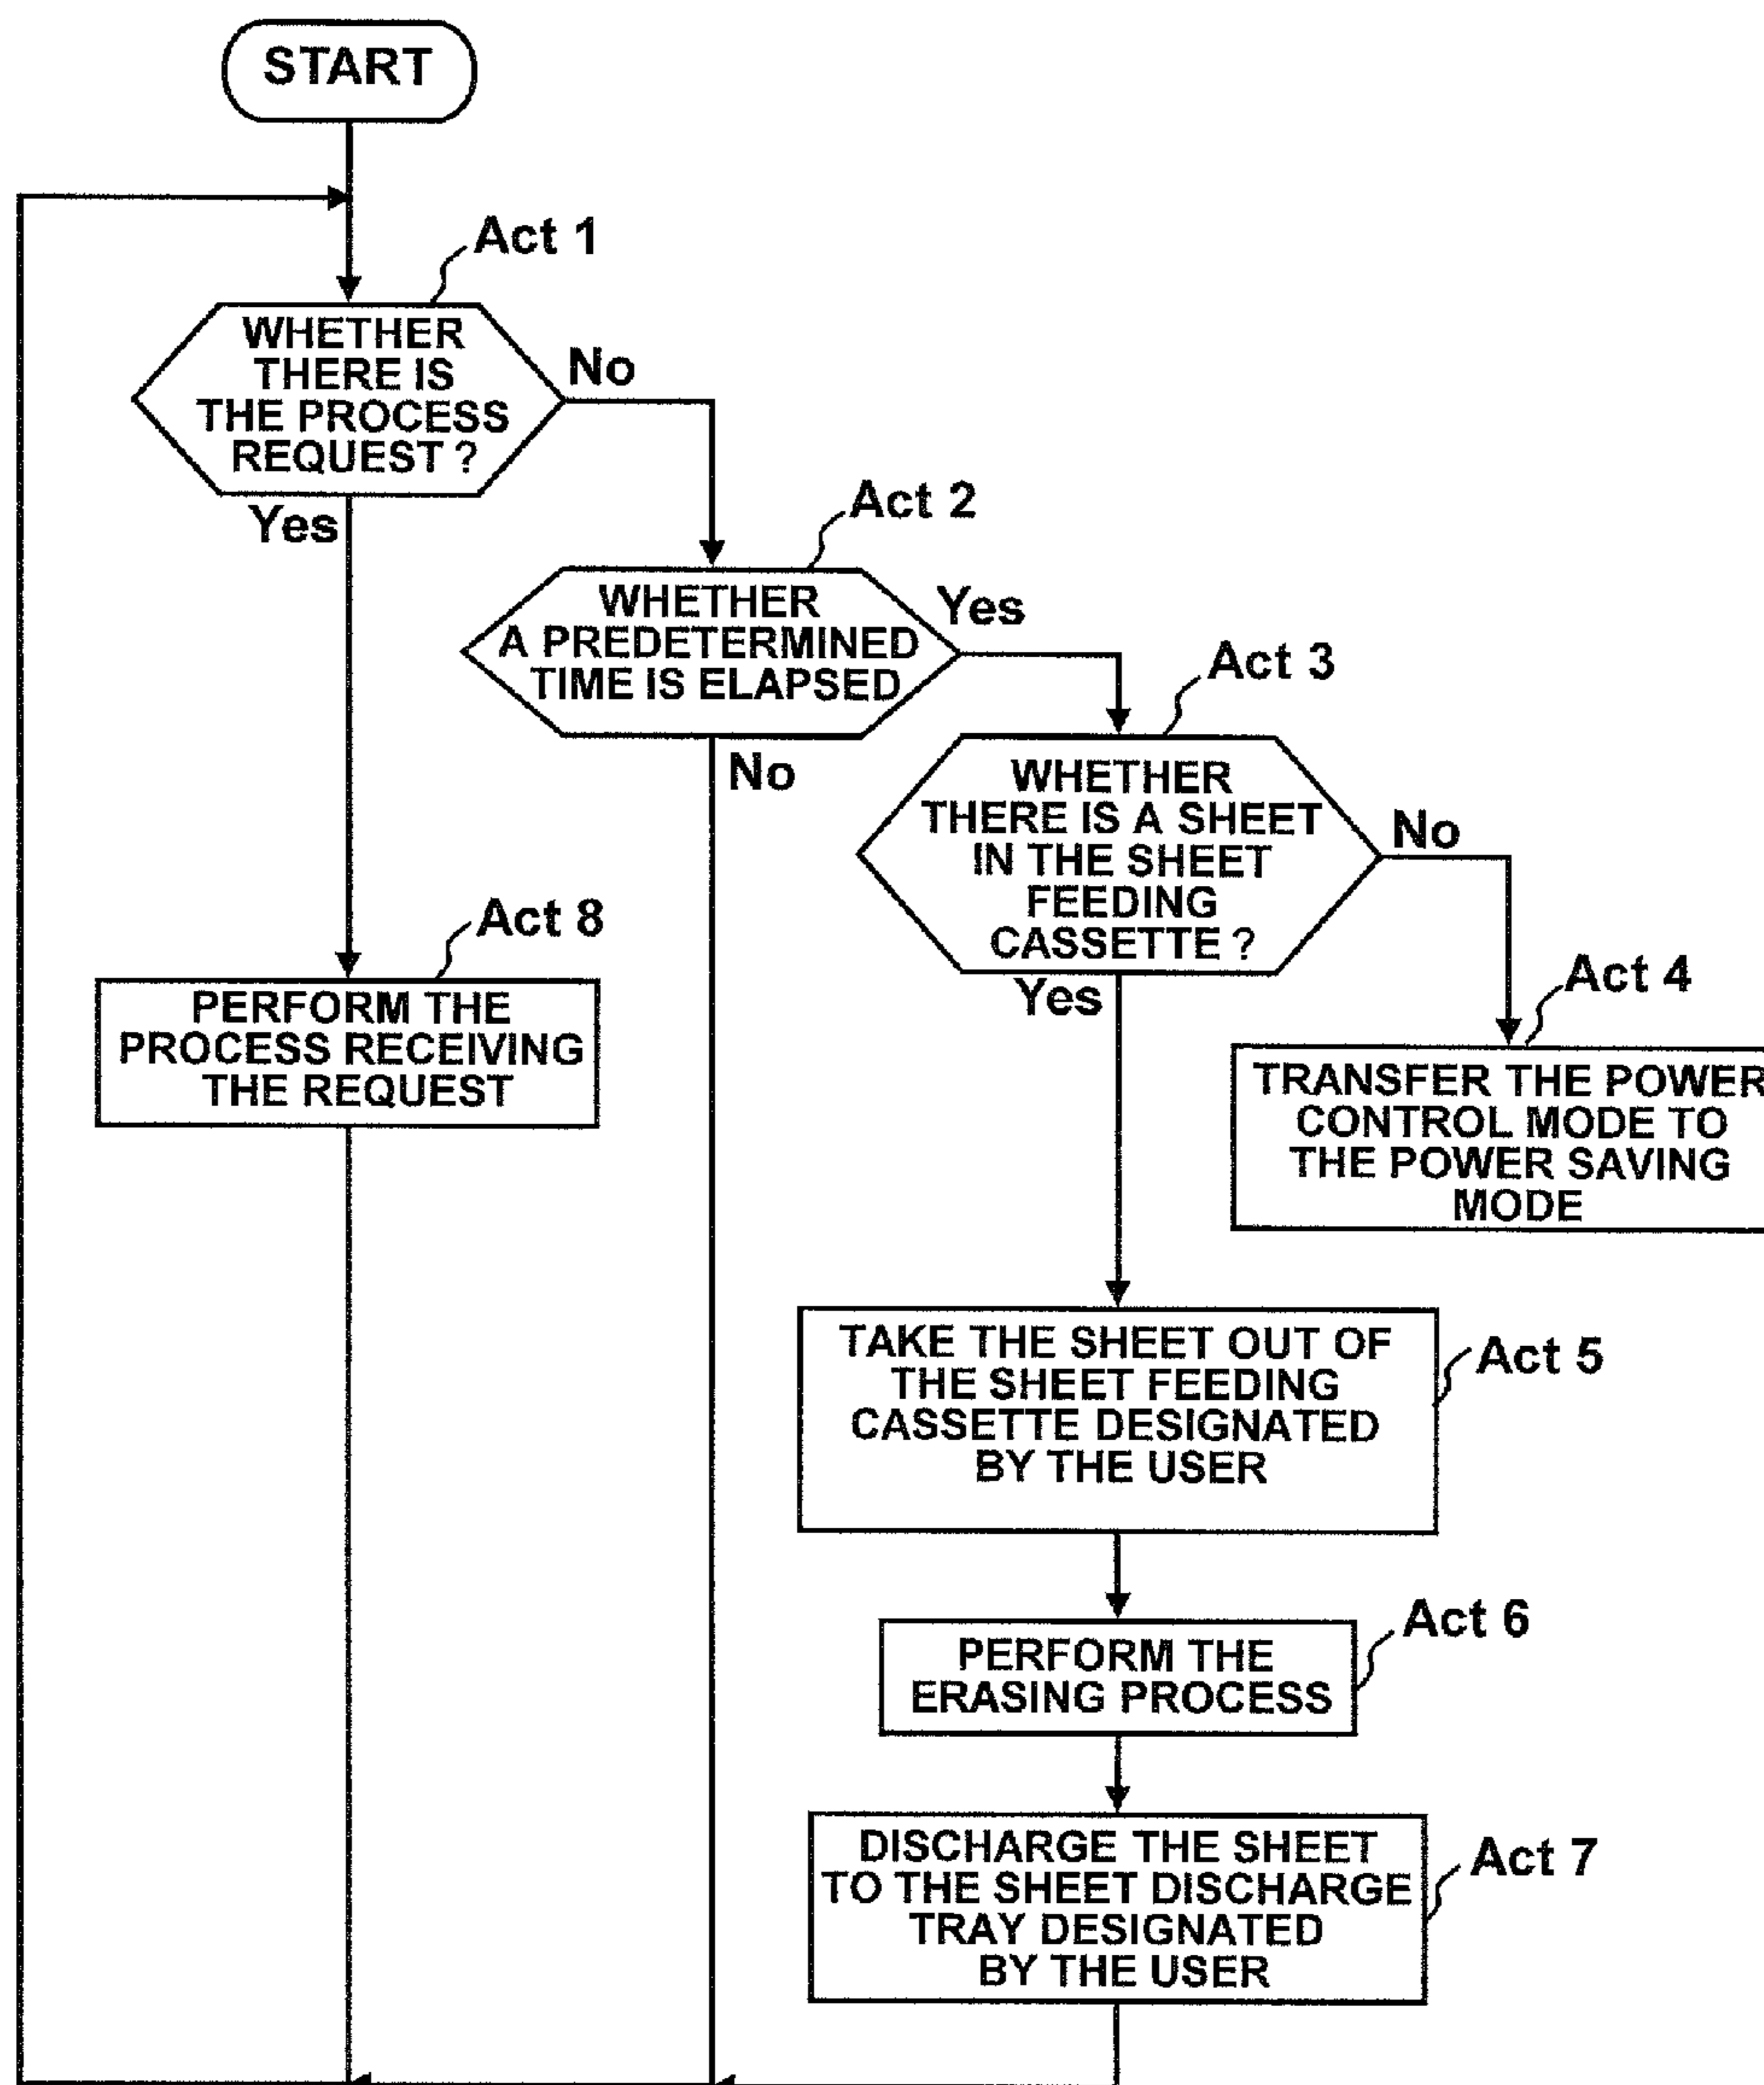 START
Act 1
WHETHER
THERE IS
THE PROCESS
REQUEST ?
No
Yes
Act 2
WHETHER
A PREDETERMINED
TIME IS ELAPSED
Yes
No
Act 3
WHETHER
THERE IS A SHEET
IN THE SHEET
FEEDING
CASSETTE ?
No
Yes
Act 8
PERFORM THE
PROCESS RECEIVING
THE REQUEST
Act 4
TRANSFER THE POWER
CONTROL MODE TO
THE POWER SAVING
MODE
TAKE THE SHEET OUT OF
THE SHEET FEEDING
CASSETTE DESIGNATED
BY THE USER
Act 5
Act 6
PERFORM THE
ERASING PROCESS
DISCHARGE THE SHEET
TO THE SHEET DISCHARGE
TRAY DESIGNATED
BY THE USER
Act 7